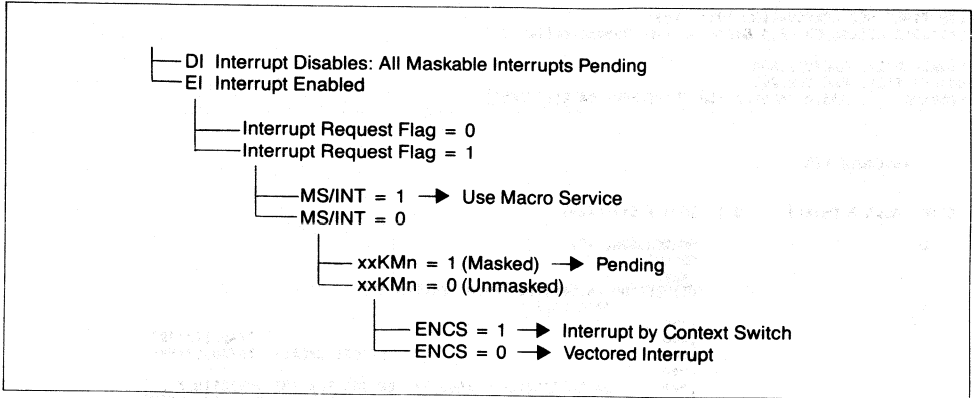 DI Interrupt Disables: All Maskable Interrupts Pending
EI Interrupt Enabled
Interrupt Request Flag = 0
Interrupt Request Flag = 1
MS/INT = 1 → Use Macro Service
MS/INT = 0
xxKMn = 1 (Masked) → Pending
xxKMn = 0 (Unmasked)
ENCS = 1 → Interrupt by Context Switch
ENCS = 0 → Vectored Interrupt